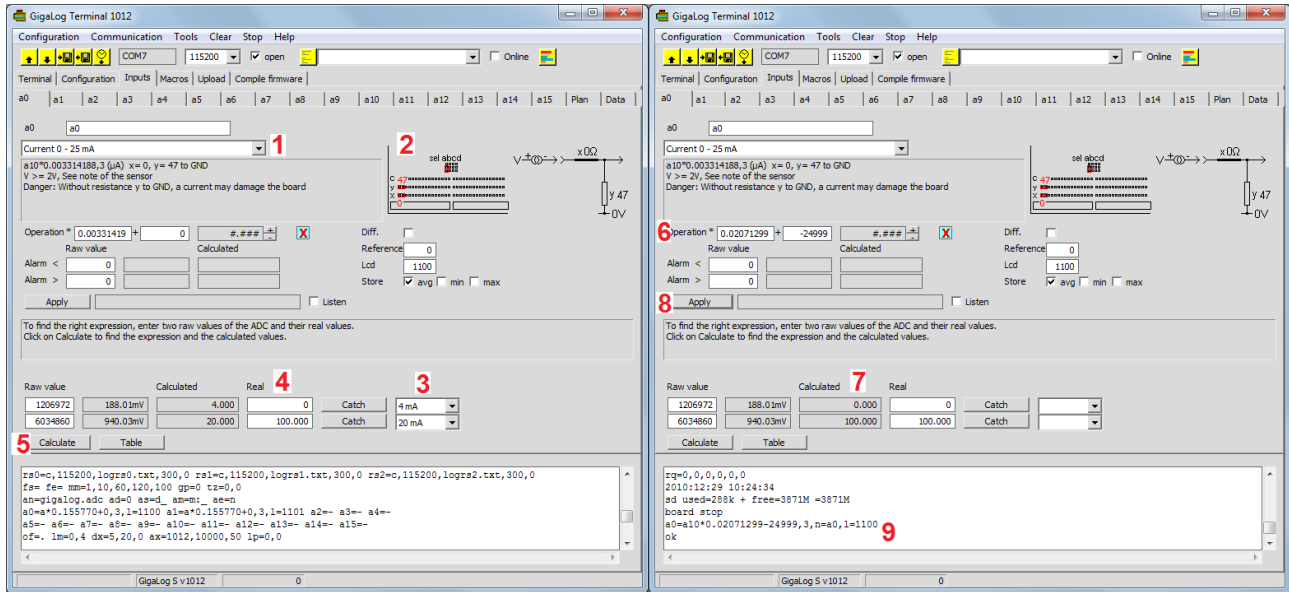 GigaLog Terminal 1012
Configuration Communication Tools Clear Stop Help
COM7 115200 open Online
Terminal Configuration Inputs Macros Upload Compile firmware
a0 a1 a2 a3 a4 a5 a6 a7 a8 a9 a10 a11 a12 a13 a14 a15 Plan Data
a0 a0
Current 0 - 25 mA 1
a10*0.003314188,3 (µA) x= 0, y= 47 to GND
V >= 2V, See note of the sensor
Danger: Without resistance y to GND, a current may damage the board
2
sel abcd
c 47
y
x
0
V x 0Ω
y 47
0V
Operation * 0.00331419 + 0 #.### X Diff.
Raw value Calculated Reference 0
Alarm < 0 Lcd 1100
Alarm > 0 Store avg min max
Apply Listen
To find the right expression, enter two raw values of the ADC and their real values.
Click on Calculate to find the expression and the calculated values.
Raw value Calculated Real 4 3
1206972 188.01mV 4.000 0 Catch 4 mA
6034860 940.03mV 20.000 100.000 Catch 20 mA
5 Calculate Table
rs0=c,115200,logrs0.txt,300,0 rs1=c,115200,logrs1.txt,300,0 rs2=c,115200,logrs2.txt,300,0
fs= fe= mm=1,10,60,120,100 gp=0 tz=0,0
an=gigalog.adc ad=0 as=d_ am=m:_ ae=n
a0=a*0.155770+0,3,l=1100 a1=a*0.155770+0,3,l=1101 a2=- a3=- a4=-
a5=- a6=- a7=- a8=- a9=- a10=- a11=- a12=- a13=- a14=- a15=-
of=. lm=0,4 dx=5,20,0 ax=1012,10000,50 lp=0,0
GigaLog S v1012 0
GigaLog Terminal 1012
Configuration Communication Tools Clear Stop Help
COM7 115200 open Online
Terminal Configuration Inputs Macros Upload Compile firmware
a0 a1 a2 a3 a4 a5 a6 a7 a8 a9 a10 a11 a12 a13 a14 a15 Plan Data
a0 a0
Current 0 - 25 mA
a10*0.003314188,3 (µA) x= 0, y= 47 to GND
V >= 2V, See note of the sensor
Danger: Without resistance y to GND, a current may damage the board
sel abcd
c 47
y
x
0
V x 0Ω
y 47
0V
6 Operation * 0.02071299 + -24999 #.### X Diff.
Raw value Calculated Reference 0
Alarm < 0 Lcd 1100
Alarm > 0 Store avg min max
8 Apply Listen
To find the right expression, enter two raw values of the ADC and their real values.
Click on Calculate to find the expression and the calculated values.
Raw value Calculated 7 Real
1206972 188.01mV 0.000 0 Catch
6034860 940.03mV 100.000 100.000 Catch
Calculate Table
rq=0,0,0,0,0,0
2010:12:29 10:24:34
sd used=288k + free=3871M =3871M
board stop
a0=a10*0.02071299-24999,3,n=a0,l=1100 9
ok
GigaLog S v1012 0